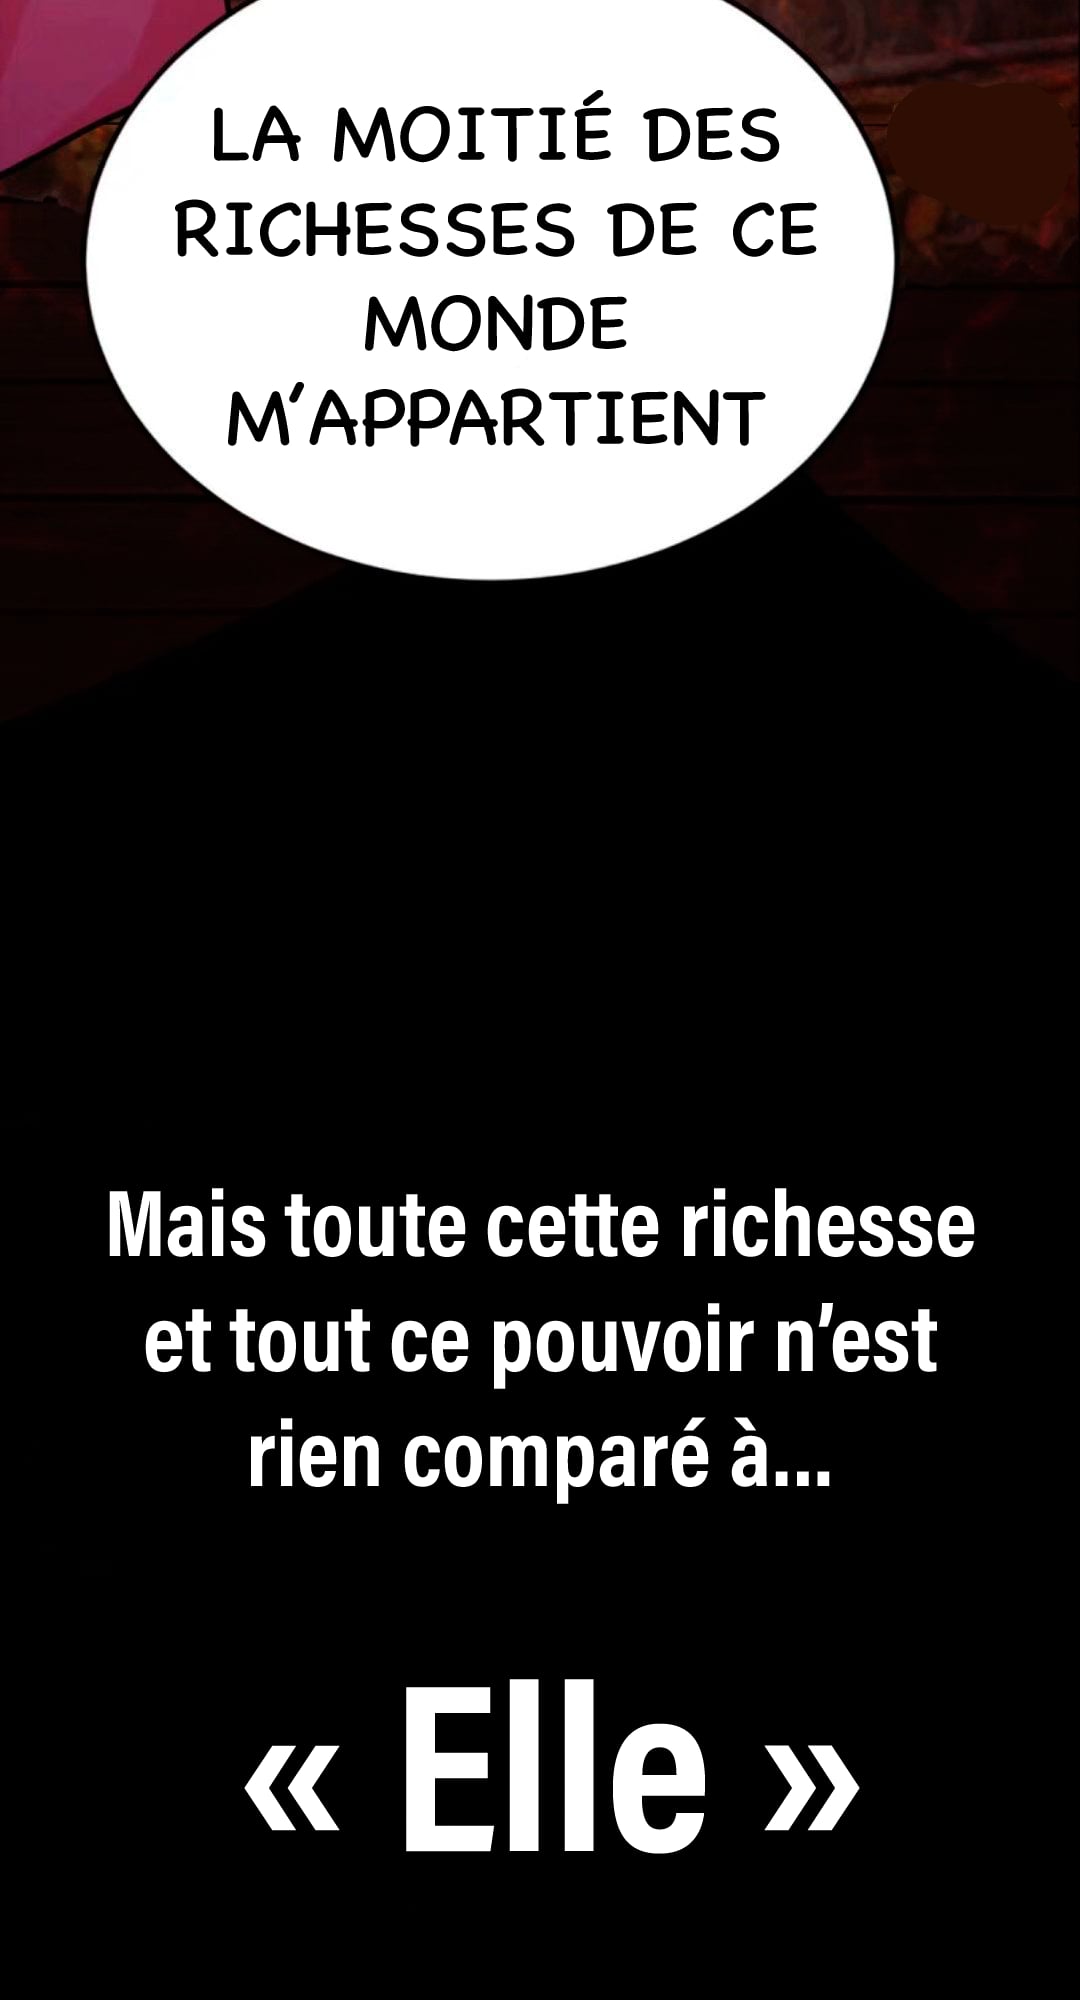 LA MOITIÉ DES
RICHESSES DE CE
MONDE
M'APPARTIENT
Mais toute cette richesse
et tout ce pouvoir n'est
rien comparé à...
« Elle »